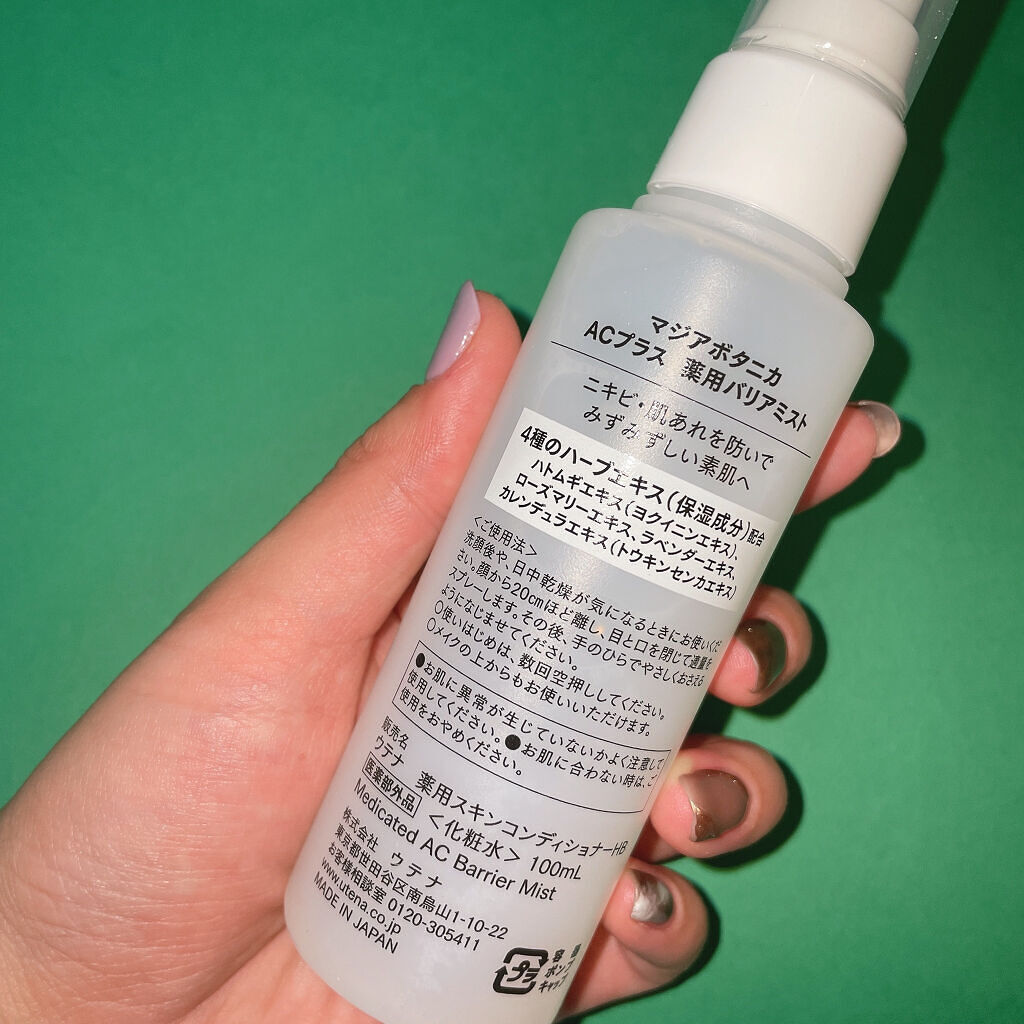 マジアボタニカ
ACプラス 薬用バリアミスト
ニキビ・肌あれを防いで
みずみずしい素肌へ
4種のハーブエキス(保湿成分)配合
ハトムギエキス(ヨクイニンエキス)、
ローズマリーエキス、ラベンダーエキス、
カレンデュラエキス(トウキンセンカエキス)
<ご使用法>
洗顔後や、日中乾燥が気になるときにお使いくだ
さい。顔から20cmほど離し、目と口を閉じて適量を
スプレーします。その後、手のひらでやさしくおさえる
ようになじませてください。
○使いはじめは、数回空押ししてください。
○メイクの上からもお使いいただけます。
●お肌に異常が生じていないかよく注意して
使用してください。●お肌に合わない時は、ご
使用をおやめください。
販売名
ウテナ 薬用スキンコンディショナーHB
医薬部外品 <化粧水> 100mL
Medicated AC Barrier Mist
株式会社 ウテナ
東京都世田谷区南烏山1-10-22
お客様相談室 0120-305411
www.utena.co.jp
MADE IN JAPAN
プラ
容器
ポンプ
キャップ